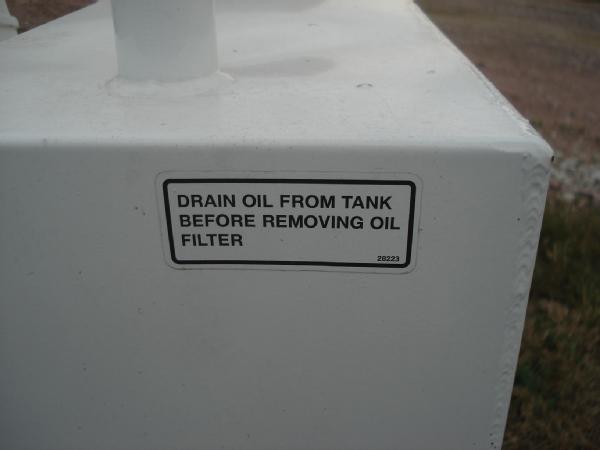 DRAIN OIL FROM TANK
BEFORE REMOVING OIL
FILTER
28223